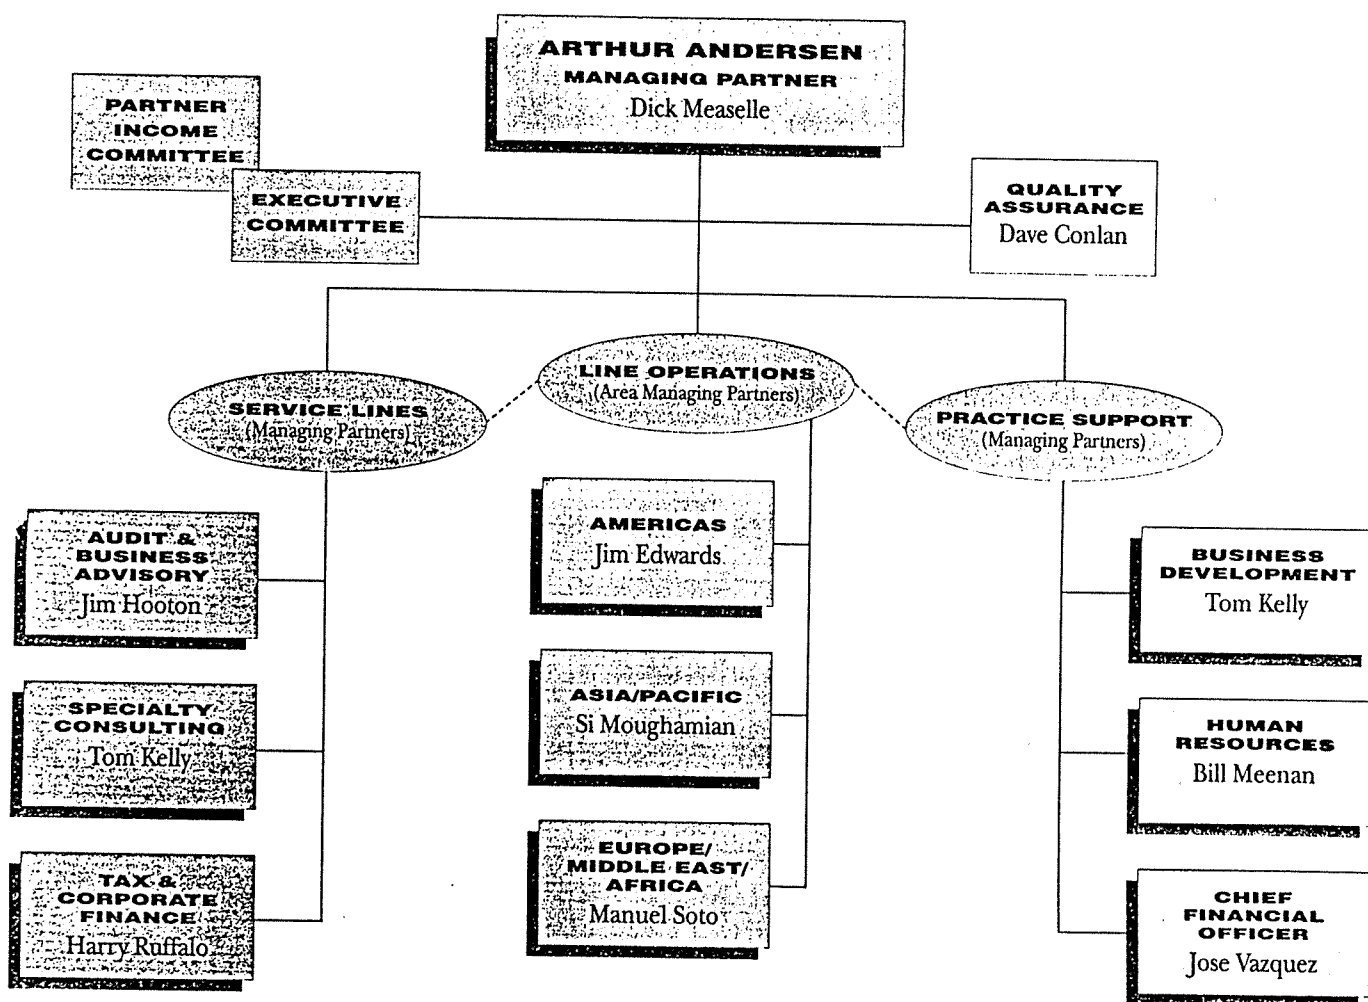 ARTHUR ANDERSEN
MANAGING PARTNER
Dick Measelle
PARTNER
INCOME
COMMITTEE
EXECUTIVE
COMMITTEE
QUALITY
ASSURANCE
Dave Conlan
LINE OPERATIONS
(Area Managing Partners)
SERVICE LINES
(Managing Partners)
PRACTICE SUPPORT
(Managing Partners)
AUDIT &
BUSINESS
ADVISORY
Jim Hooton
SPECIALTY
CONSULTING
Tom Kelly
TAX &
CORPORATE
FINANCE
Harry Ruffalo
AMERICAS
Jim Edwards
ASIA/PACIFIC
Si Moughamian
EUROPE/
MIDDLE EAST/
AFRICA
Manuel Soto
BUSINESS
DEVELOPMENT
Tom Kelly
HUMAN
RESOURCES
Bill Meenan
CHIEF
FINANCIAL
OFFICER
Jose Vazquez